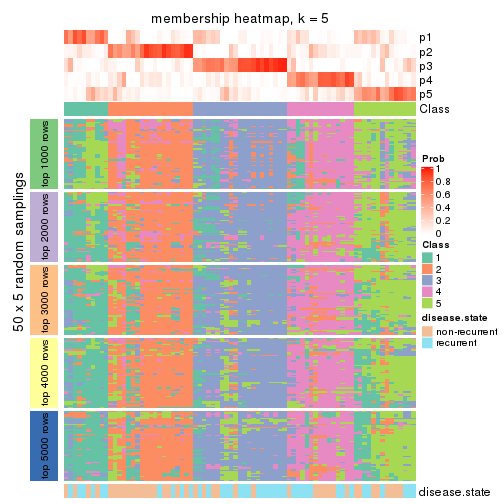 membership heatmap, k = 5
p1
p2
p3
p4
p5
Class
50 x 5 random samplings
top 1000 rows
top 2000 rows
top 3000 rows
top 4000 rows
top 5000 rows
disease.state
Prob
1
0.8
0.6
0.4
0.2
0
Class
1
2
3
4
5
disease.state
non-recurrent
recurrent